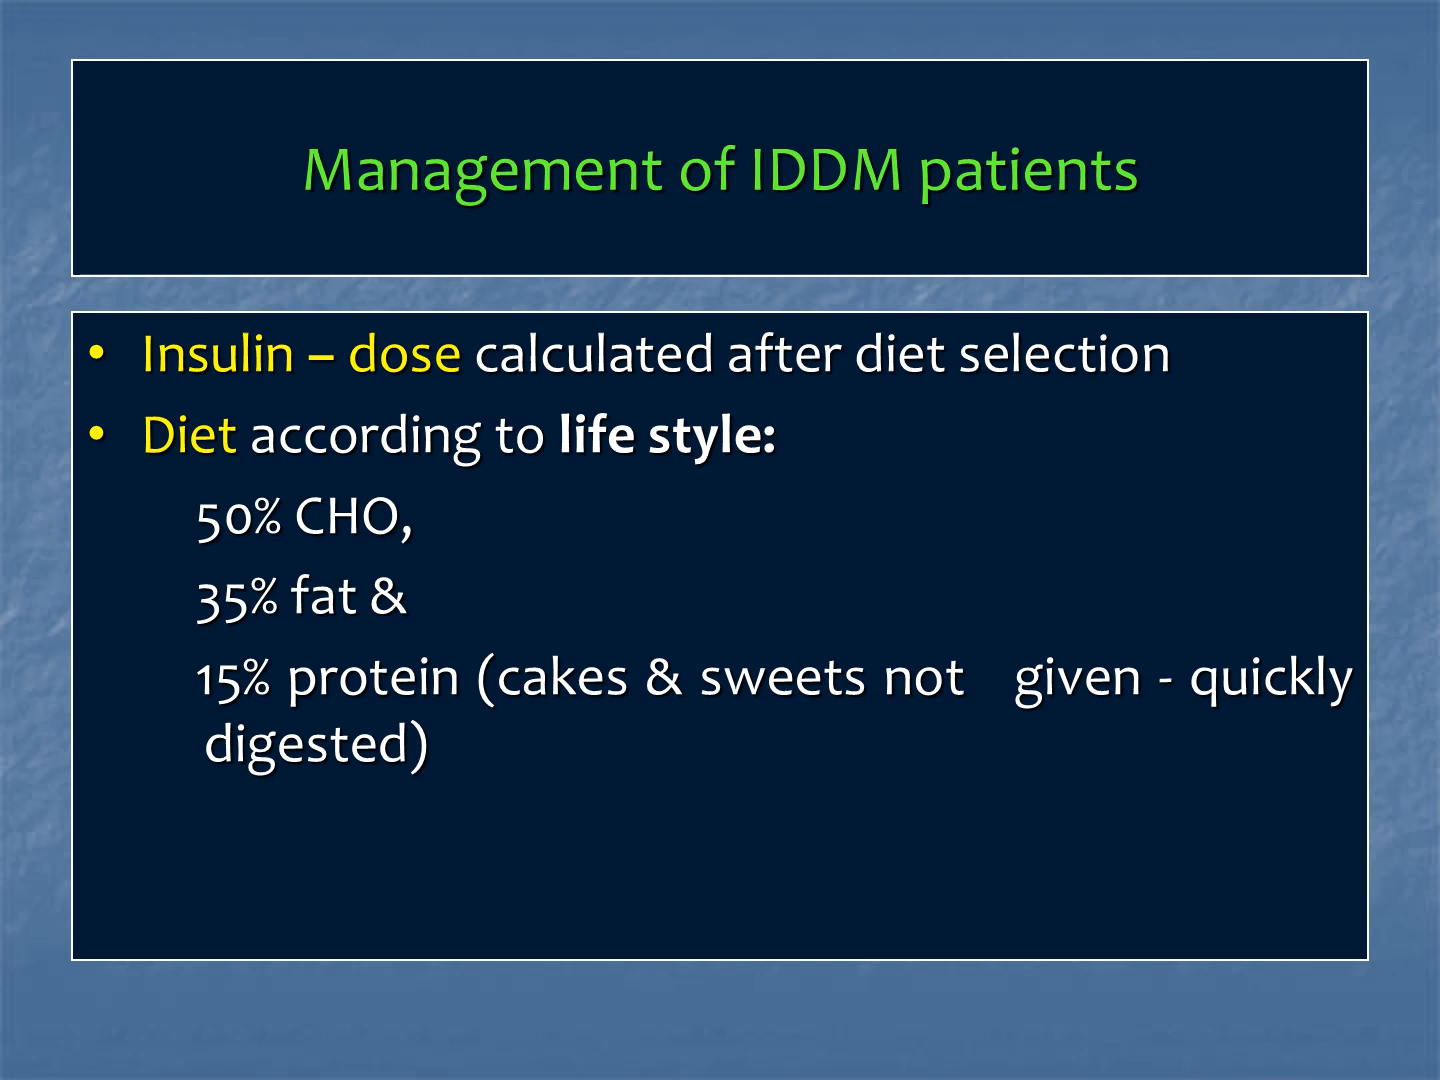 Management of IDDM patients
• Insulin – dose calculated after diet selection
• Diet according to life style:
50% CHO,
35% fat &
15% protein (cakes & sweets not given - quickly
digested)